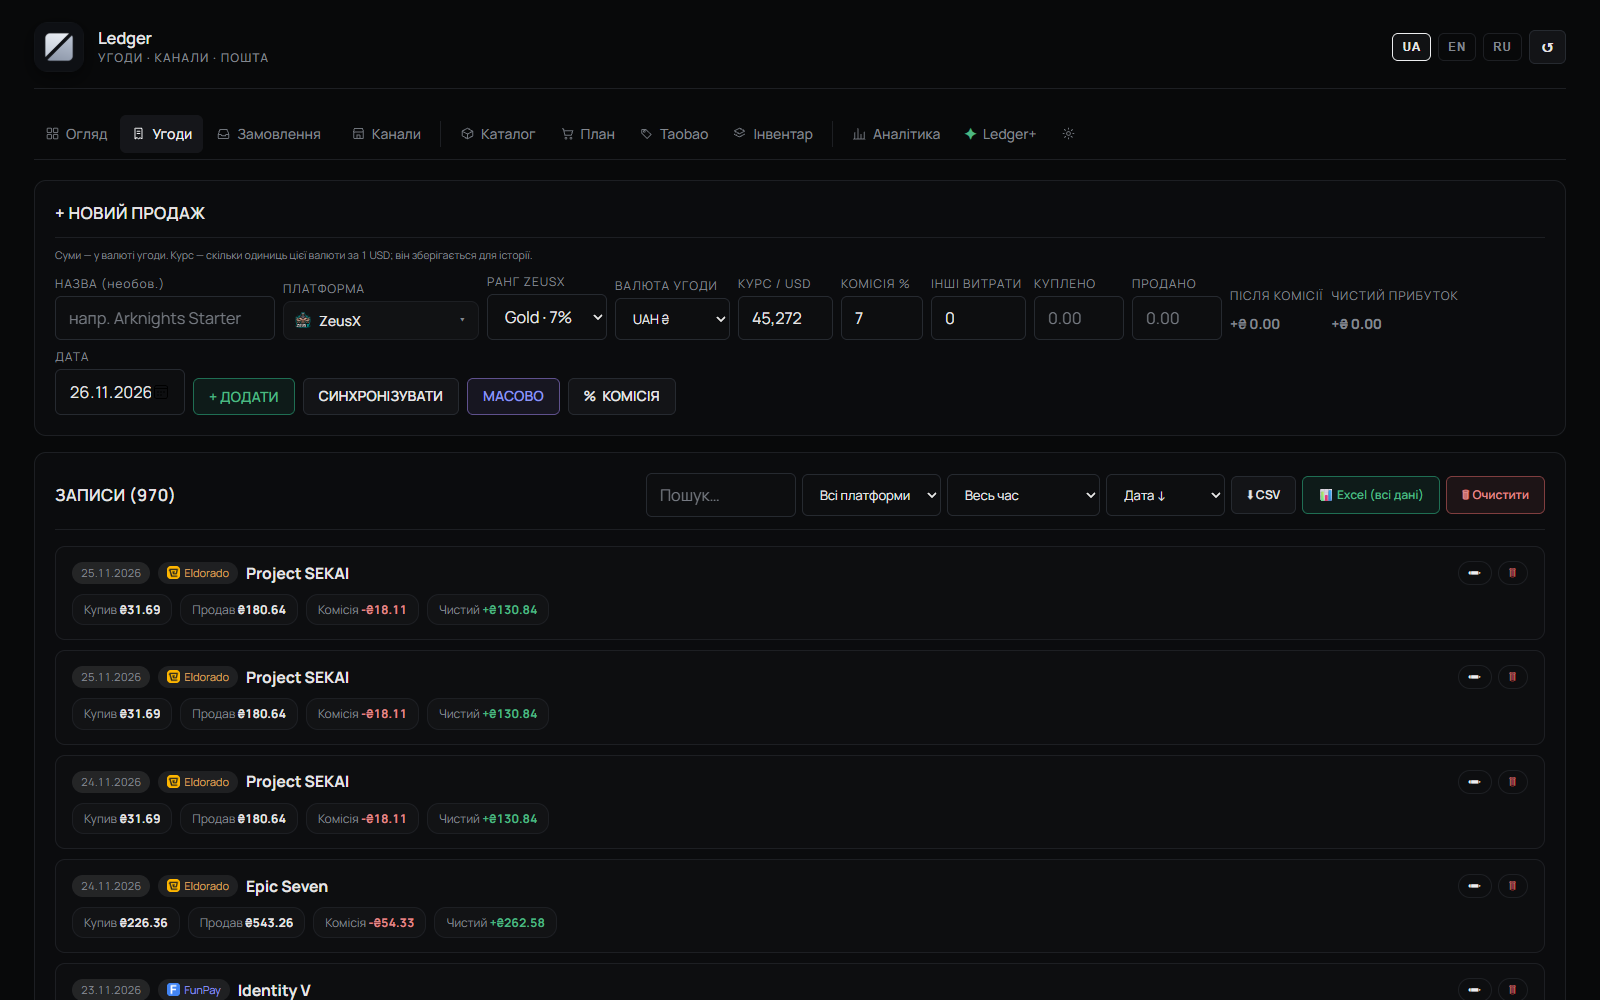 Ledger
УГОДИ · КАНАЛИ · ПОШТА
UA EN RU
Огляд Угоди Замовлення Канали Каталог План Taobao Інвентар Аналітика Ledger+
+ НОВИЙ ПРОДАЖ
Суми — у валюті угоди. Курс — скільки одиниць цієї валюти за 1 USD; він зберігається для історії.
НАЗВА (необов.) ПЛАТФОРМА РАНГ ZEUSX ВАЛЮТА УГОДИ КУРС / USD КОМІСІЯ % ІНШІ ВИТРАТИ КУПЛЕНО ПРОДАНО ПІСЛЯ КОМІСІЇ ЧИСТИЙ ПРИБУТОК
напр. Arknights Starter ZeusX Gold · 7% UAH ₴ 45,272 7 0 0.00 0.00 +₴ 0.00 +₴ 0.00
ДАТА
26.11.2026 + ДОДАТИ СИНХРОНІЗУВАТИ МАСОВО % КОМІСІЯ
ЗАПИСИ (970) Пошук… Всі платформи Весь час Дата ↓ ⬇ CSV Excel (всі дані) Очистити
25.11.2026 Eldorado Project SEKAI
Купив ₴31.69 Продав ₴180.64 Комісія -₴18.11 Чистий +₴130.84
25.11.2026 Eldorado Project SEKAI
Купив ₴31.69 Продав ₴180.64 Комісія -₴18.11 Чистий +₴130.84
24.11.2026 Eldorado Project SEKAI
Купив ₴31.69 Продав ₴180.64 Комісія -₴18.11 Чистий +₴130.84
24.11.2026 Eldorado Epic Seven
Купив ₴226.36 Продав ₴543.26 Комісія -₴54.33 Чистий +₴262.58
23.11.2026 FunPay Identity V